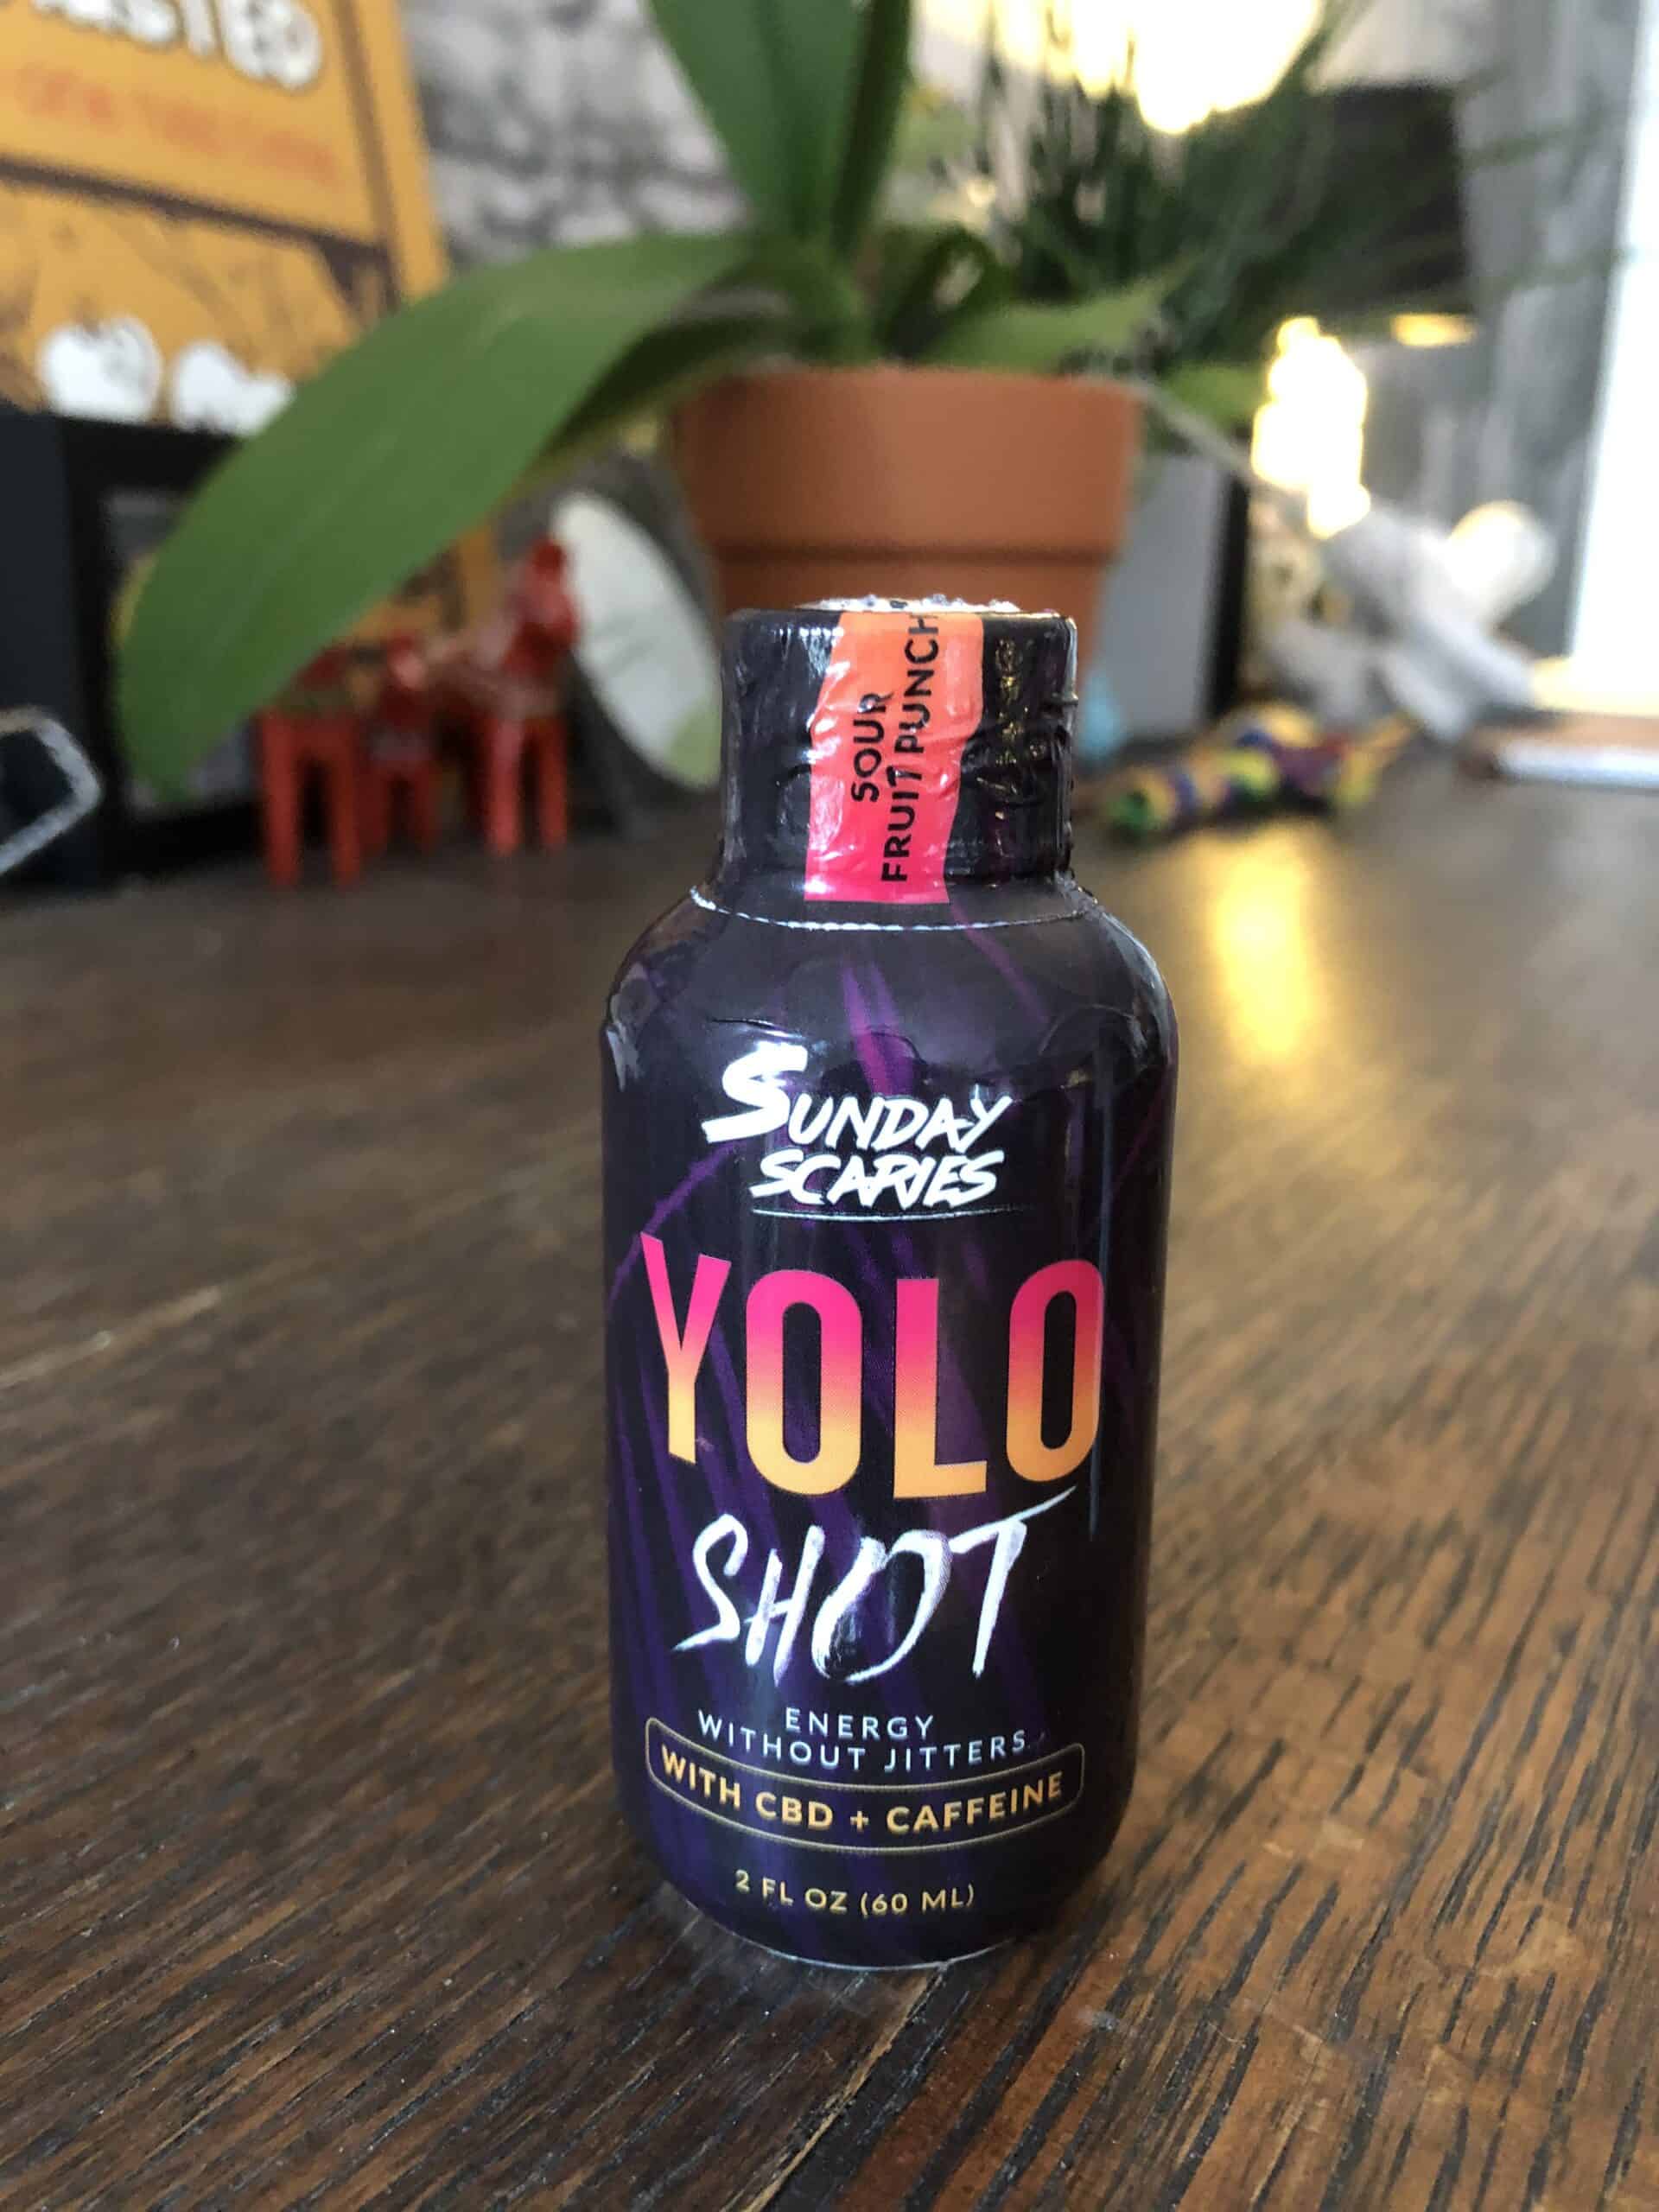 SOUR
FRUIT PUNCH
SUNDAY
SCARIES
YOLO
SHOT
ENERGY
WITHOUT JITTERS
WITH CBD + CAFFEINE
2 FL OZ (60 ML)